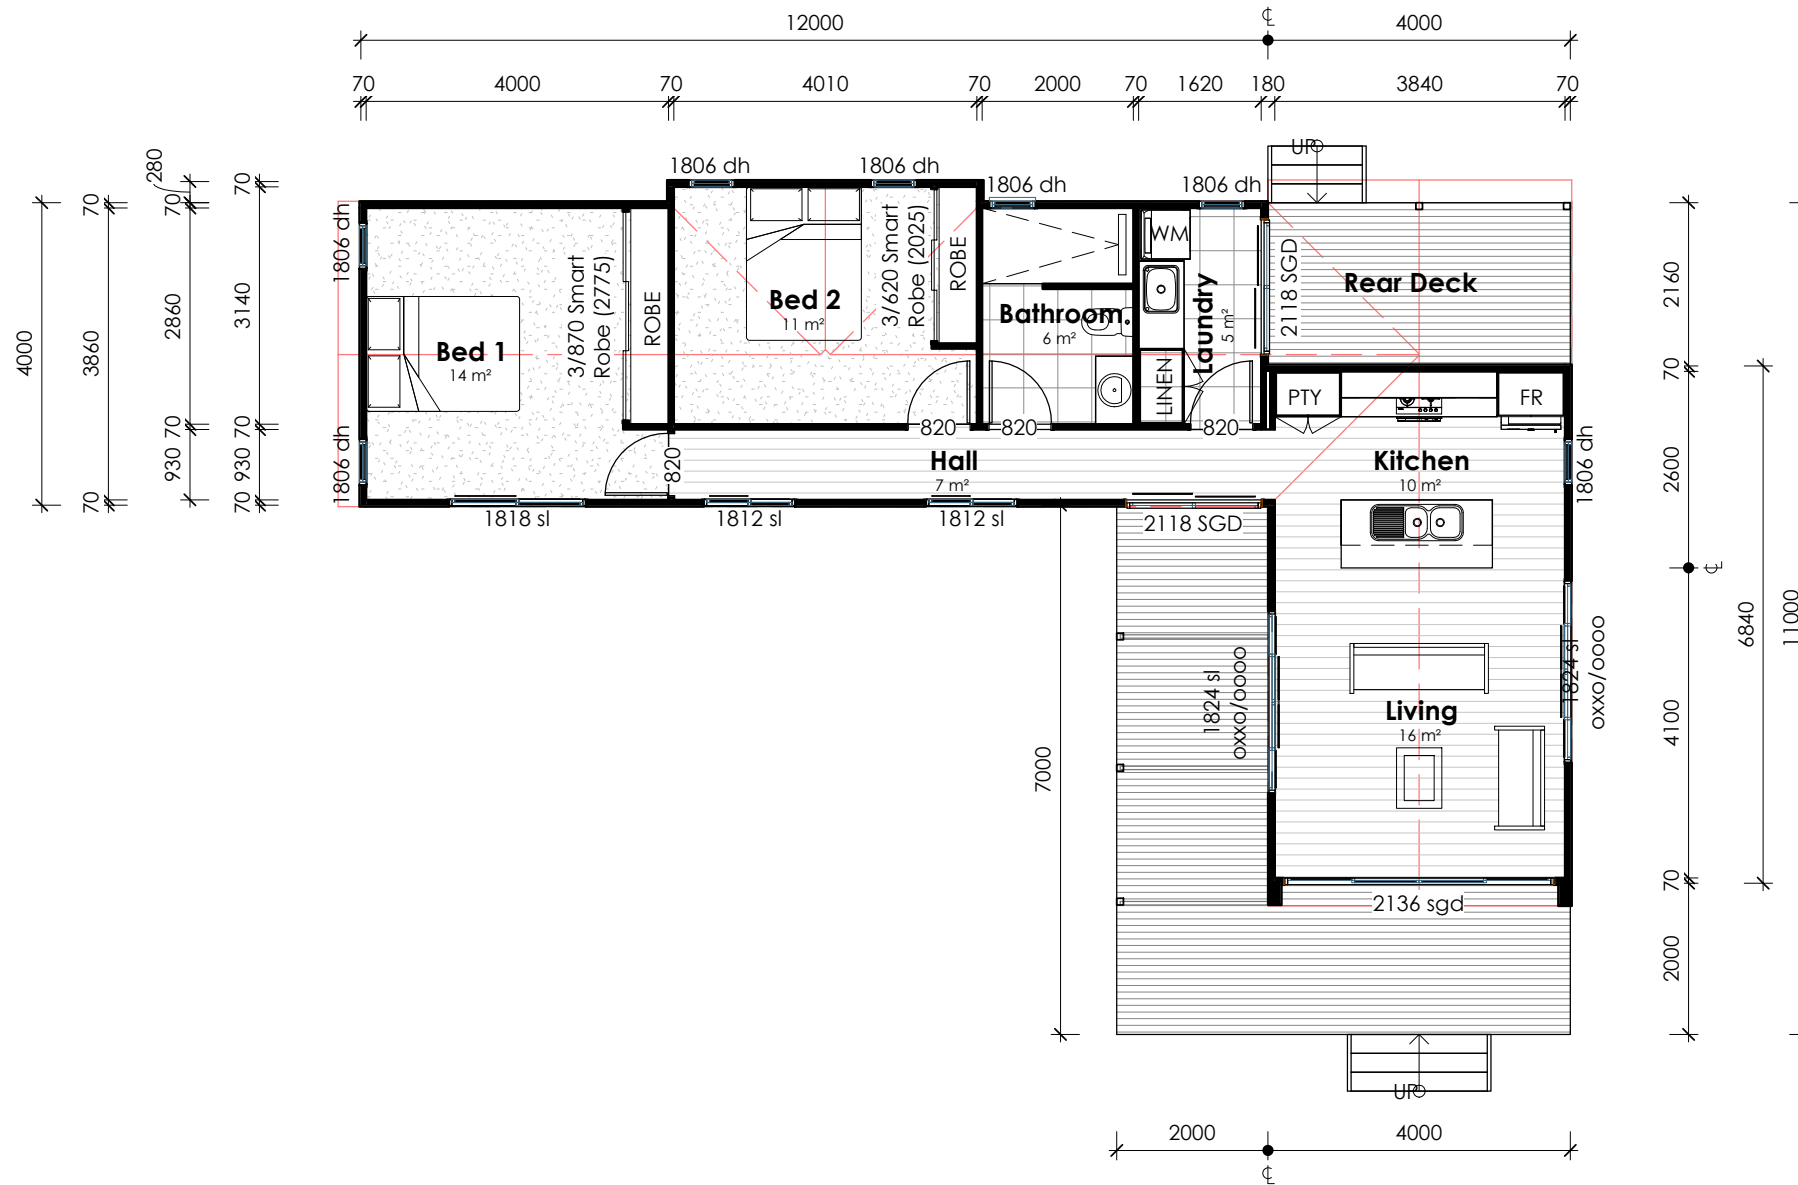 12000
℄
4000
70
4000
70
4010
70
2000
70
1620
180
3840
70
280
70
70
70
1806 dh
1806 dh
1806 dh
1806 dh
UP
1806 dh
3/870 Smart
Robe (2775)
ROBE
3/620 Smart
Robe (2025)
ROBE
WM
2118 SGD
Rear Deck
2160
4000
3860
2860
3140
Bed 1
14 m²
Bed 2
11 m²
Bathroom
6 m²
Laundry
5 m²
LINEN
PTY
FR
70
70
70
930
930
70
70
1806 dh
820
820
820
820
Hall
7 m²
Kitchen
10 m²
1806 dh
2600
1818 sl
1812 sl
1812 sl
2118 SGD
℄
1824 sl
oxxo/oooo
1824 sl
oxxo/oooo
6840
11000
Living
16 m²
4100
7000
70
2136 sgd
2000
UP
2000
4000
℄